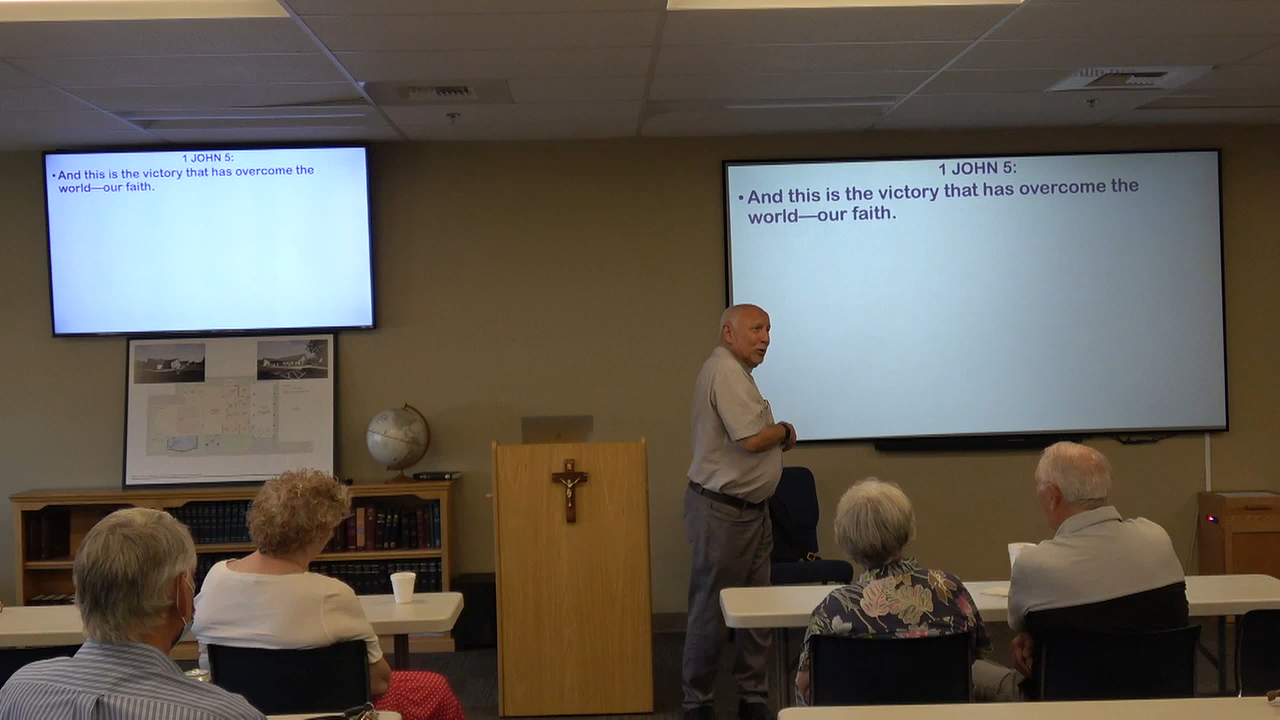 1 JOHN 5:
• And this is the victory that has overcome the
world—our faith.
1 JOHN 5:
• And this is the victory that has overcome the
world—our faith.